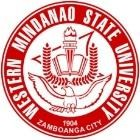 WESTERN MINDANAO STATE UNIVERSITY
1904
ZAMBOANGA CITY